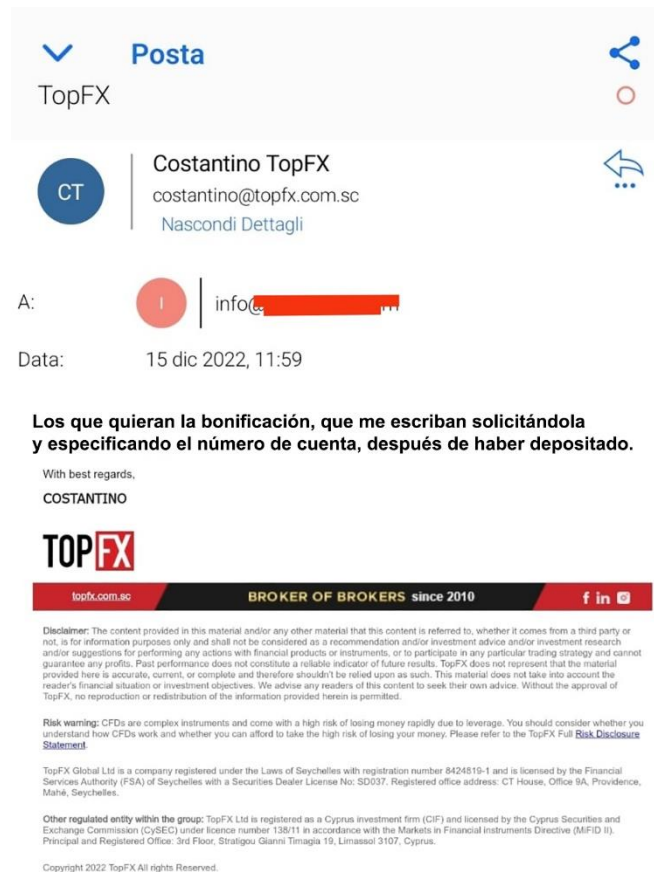 Posta
TopFX
CT
Costantino TopFX
costantino@topfx.com.sc
Nascondi Dettagli
A:
I
info@
Data:
15 dic 2022, 11:59
Los que quieran la bonificación, que me escriban solicitándola
y especificando el número de cuenta, después de haber depositado.
With best regards,
COSTANTINO
TOPFX
topfx.com.sc
BROKER OF BROKERS since 2010
f in
Disclaimer: The content provided in this material and/or any other material that this content is referred to, whether it comes from a third party or
not, is for information purposes only and shall not be considered as a recommendation and/or investment advice and/or investment research
and/or suggestions for performing any actions with financial products or instruments, or to participate in any particular trading strategy and cannot
guarantee any profits. Past performance does not constitute a reliable indicator of future results. TopFX does not represent that the material
provided here is accurate, current, or complete and therefore shouldn't be relied upon as such. This material does not take into account the
reader's financial situation or investment objectives. We advise any readers of this content to seek their own advice. Without the approval of
TopFX, no reproduction or redistribution of the information provided herein is permitted.
Risk warning: CFDs are complex instruments and come with a high risk of losing money rapidly due to leverage. You should consider whether you
understand how CFDs work and whether you can afford to take the high risk of losing your money. Please refer to the TopFX Full Risk Disclosure
Statement.
TopFX Global Ltd is a company registered under the Laws of Seychelles with registration number 8424819-1 and is licensed by the Financial
Services Authority (FSA) of Seychelles with a Securities Dealer License No: SD037. Registered office address: CT House, Office 9A, Providence,
Mahé, Seychelles.
Other regulated entity within the group: TopFX Ltd is registered as a Cyprus investment firm (CIF) and licensed by the Cyprus Securities and
Exchange Commission (CySEC) under licence number 138/11 in accordance with the Markets in Financial instruments Directive (MiFID II).
Principal and Registered Office: 3rd Floor, Stratigou Gianni Timagia 19, Limassol 3107, Cyprus.
Copyright 2022 TopFX All rights Reserved.